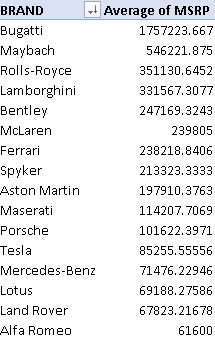 BRAND Average of MSRP
Bugatti 1757223.667
Maybach 546221.875
Rolls-Royce 351130.6452
Lamborghini 331567.3077
Bentley 247169.3243
McLaren 239805
Ferrari 238218.8406
Spyker 213323.3333
Aston Martin 197910.3763
Maserati 114207.7069
Porsche 101622.3971
Tesla 85255.55556
Mercedes-Benz 71476.22946
Lotus 69188.27586
Land Rover 67823.21678
Alfa Romeo 61600